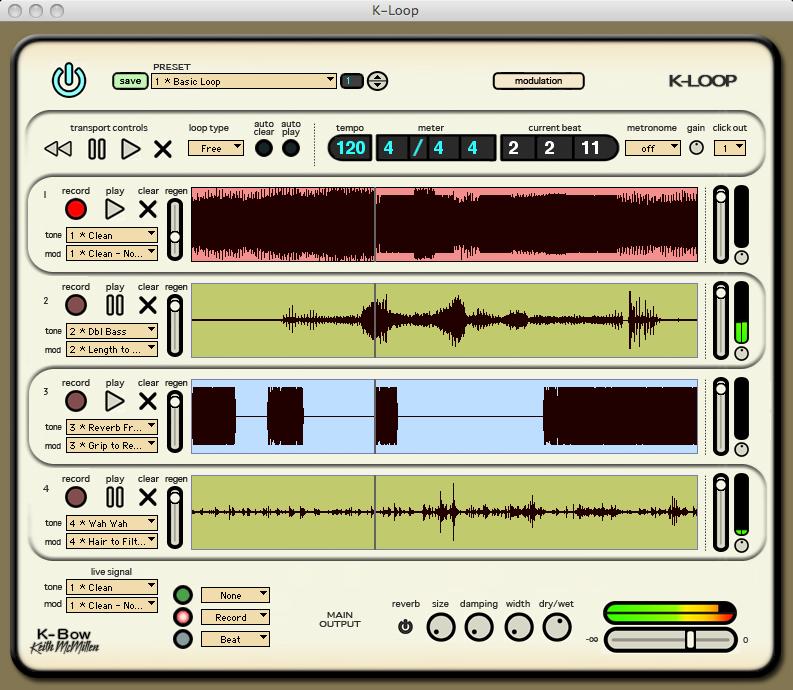 K-Loop
PRESET
save 1 * Basic Loop 1 modulation K-LOOP
transport controls loop type auto clear auto play tempo meter current beat metronome gain click out
Free 120 4 / 4 4 2 2 11 off 1
1 record play clear regen
tone 1 * Clean
mod 1 * Clean - No...
2 record play clear regen
tone 2 * Dbl Bass
mod 2 * Length to ...
3 record play clear regen
tone 3 * Reverb Fr...
mod 3 * Grip to Re...
4 record play clear regen
tone 4 * Wah Wah
mod 4 * Hair to Filt...
live signal
tone 1 * Clean None
mod 1 * Clean - No... Record
MAIN OUTPUT reverb size damping width dry/wet
K-Bow Beat -∞ 0
Keith McMillen